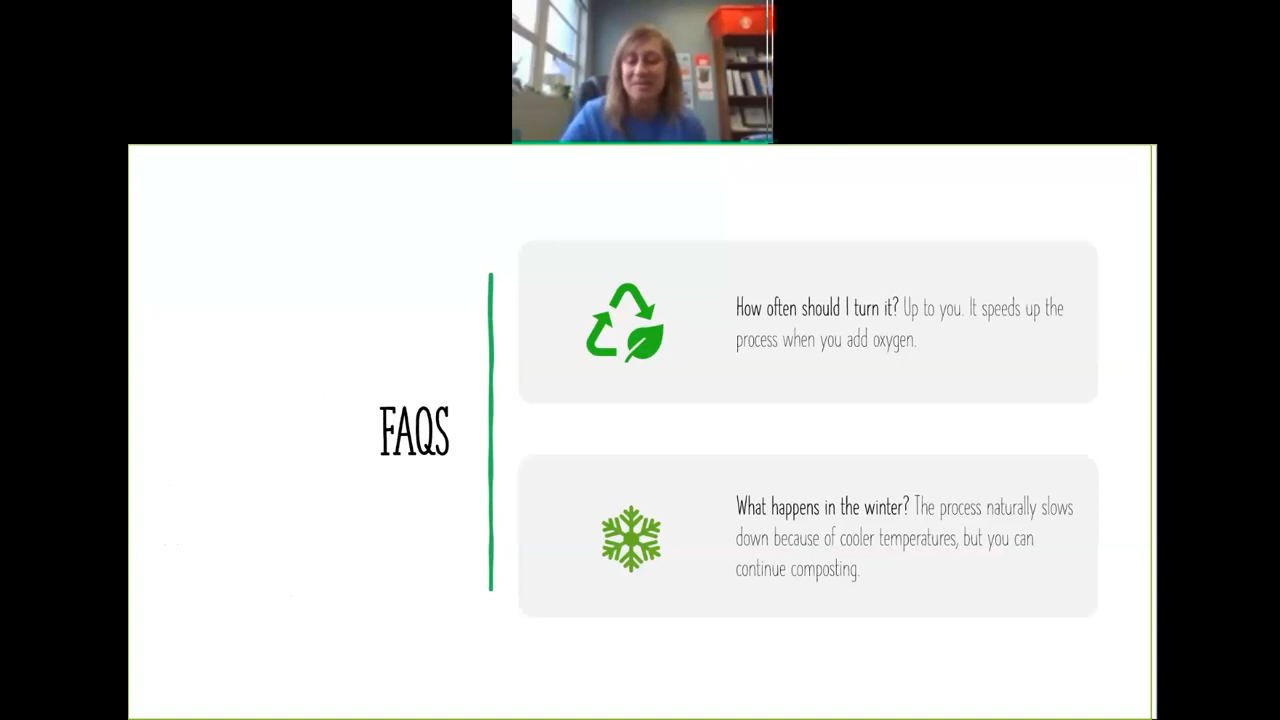 FAQS
How often should I turn it? Up to you. It speeds up the
process when you add oxygen.
What happens in the winter? The process naturally slows
down because of cooler temperatures, but you can
continue composting.